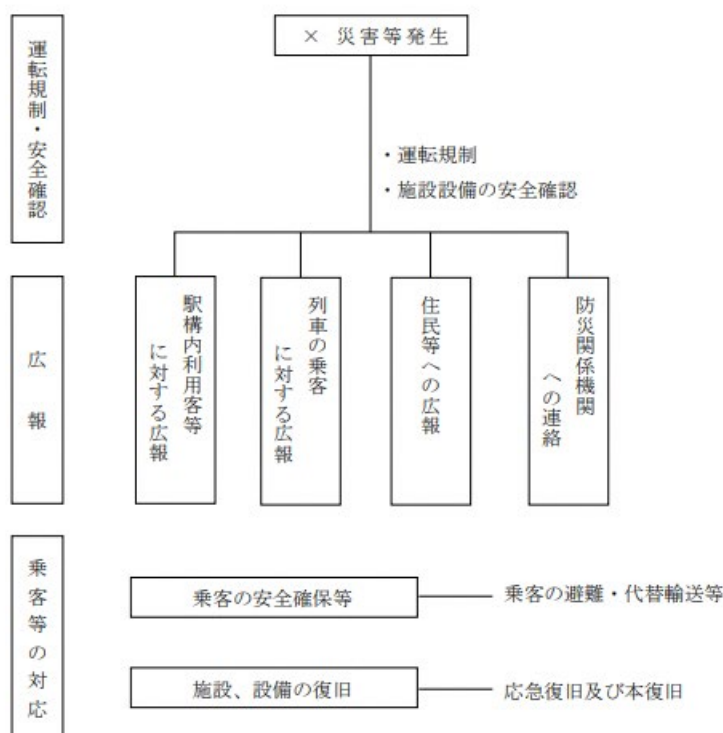 運転規制・安全確認
× 災害等発生
・運転規制
・施設設備の安全確認
広報
駅構内利用客等
に対する広報
列車の乗客
に対する広報
住民等への広報
防災関係機関
への連絡
乗客等の対応
乗客の安全確保等
乗客の避難・代替輸送等
施設、設備の復旧
応急復旧及び本復旧